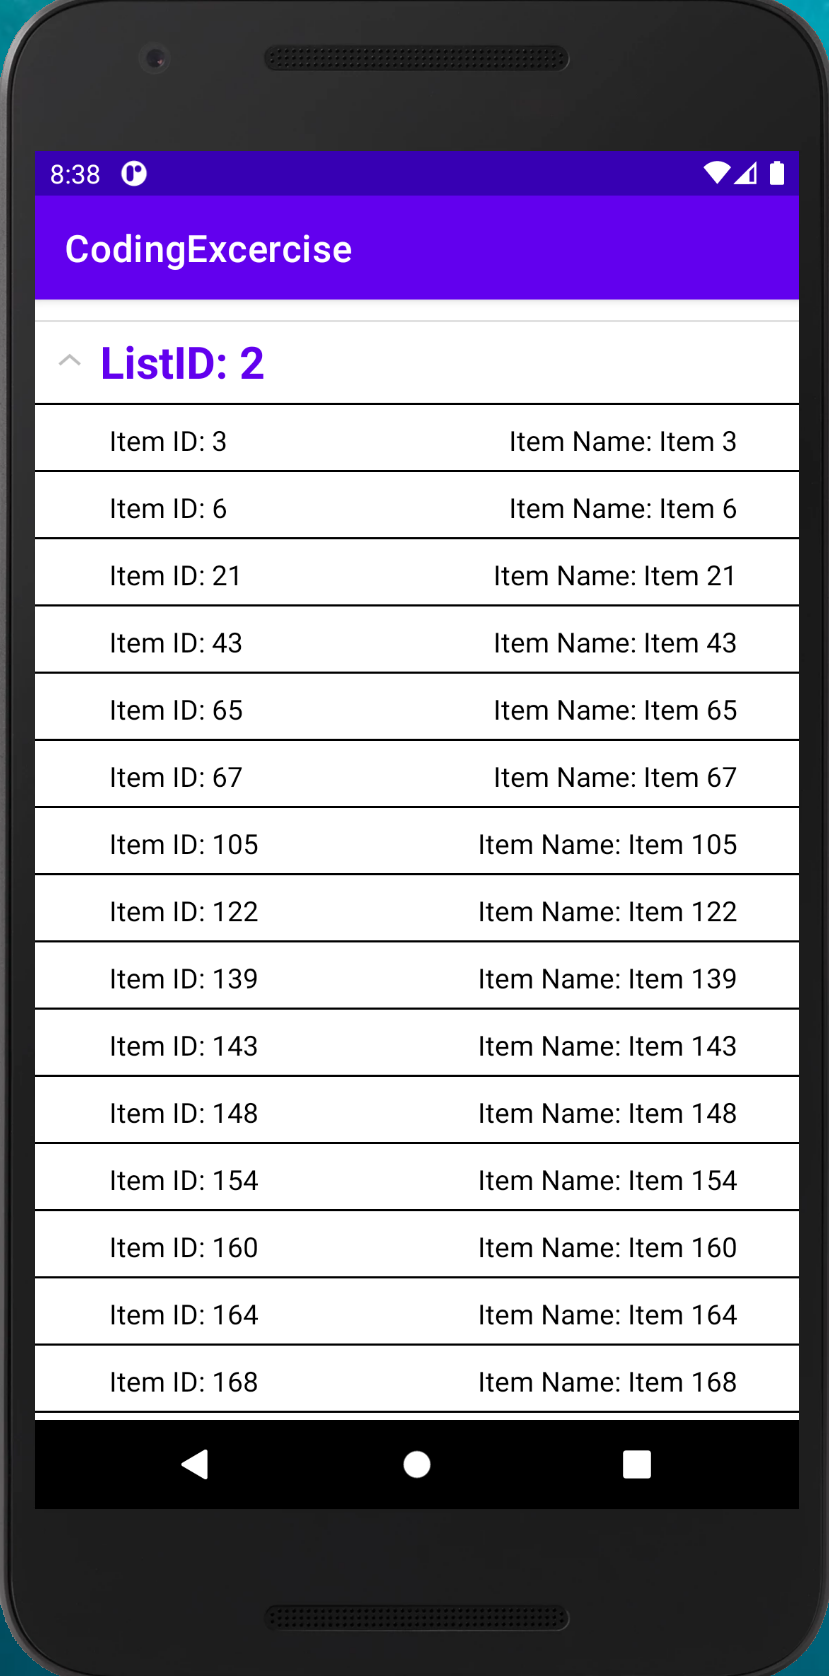 8:38
CodingExcercise
ListID: 2
Item ID: 3 Item Name: Item 3
Item ID: 6 Item Name: Item 6
Item ID: 21 Item Name: Item 21
Item ID: 43 Item Name: Item 43
Item ID: 65 Item Name: Item 65
Item ID: 67 Item Name: Item 67
Item ID: 105 Item Name: Item 105
Item ID: 122 Item Name: Item 122
Item ID: 139 Item Name: Item 139
Item ID: 143 Item Name: Item 143
Item ID: 148 Item Name: Item 148
Item ID: 154 Item Name: Item 154
Item ID: 160 Item Name: Item 160
Item ID: 164 Item Name: Item 164
Item ID: 168 Item Name: Item 168